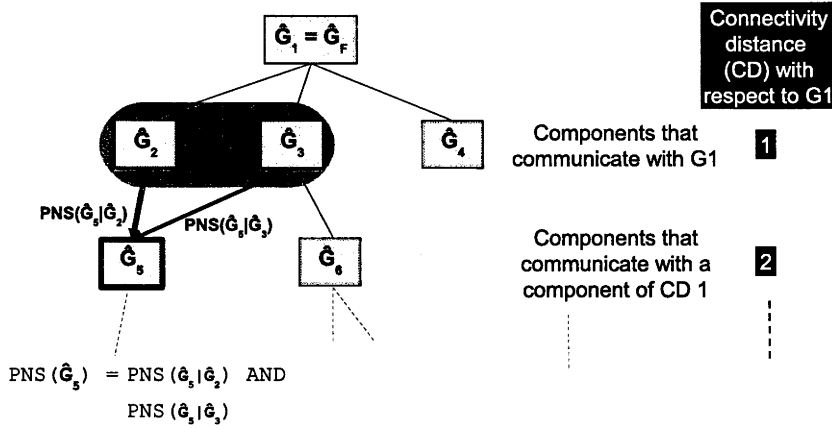 Ĝ₁ = Ĝ_F
Connectivity
distance
(CD) with
respect to G1
Ĝ₂
Ĝ₃
Ĝ₄
Components that
communicate with G1
1
PNS(Ĝ₅|Ĝ₂)
PNS(Ĝ₅|Ĝ₃)
Ĝ₅
Ĝ₆
Components that
communicate with a
component of CD 1
2
PNS(Ĝ₅) = PNS(Ĝ₅|Ĝ₂) AND
PNS(Ĝ₅|Ĝ₃)